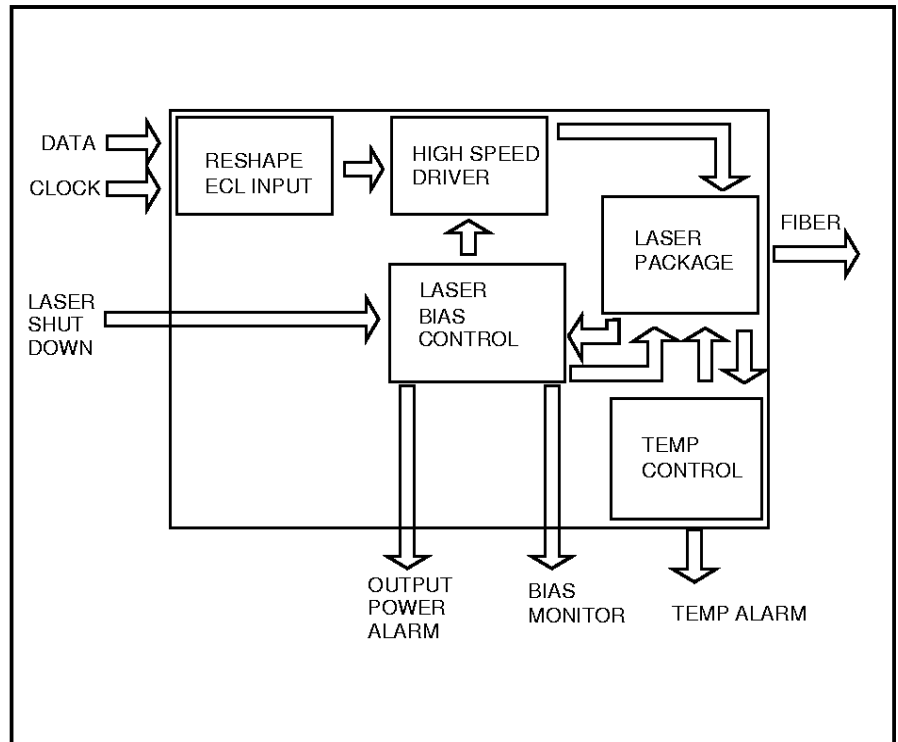 DATA
CLOCK
RESHAPE
ECL INPUT
HIGH SPEED
DRIVER
LASER
PACKAGE
FIBER
LASER
SHUT
DOWN
LASER
BIAS
CONTROL
TEMP
CONTROL
OUTPUT
POWER
ALARM
BIAS
MONITOR
TEMP ALARM